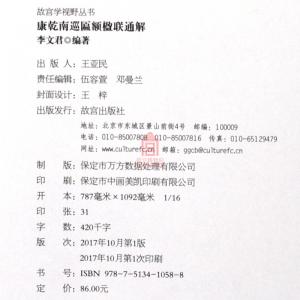 故宫学视野丛书
康乾南巡匾额楹联通解
李文君◎编著
出 版 人：王亚民
责任编辑：伍容萱 邓曼兰
封面设计：王 梓
出版发行：故宫出版社
地址：北京市东城区景山前街4号 邮编：100009
电话：010-85007808 010-85007816 传真：010-65129479
网址：www.culturefc.cn 邮箱：ggcb@culturefc.cn
制 版：保定市万方数据处理有限公司
印 刷：保定市中画美凯印刷有限公司
开 本：787毫米×1092毫米 1/16
印 张：31
字 数：420千字
版 次：2017年10月第1版
2017年10月第1次印刷
书 号：ISBN 978-7-5134-1058-8
定 价：86.00元